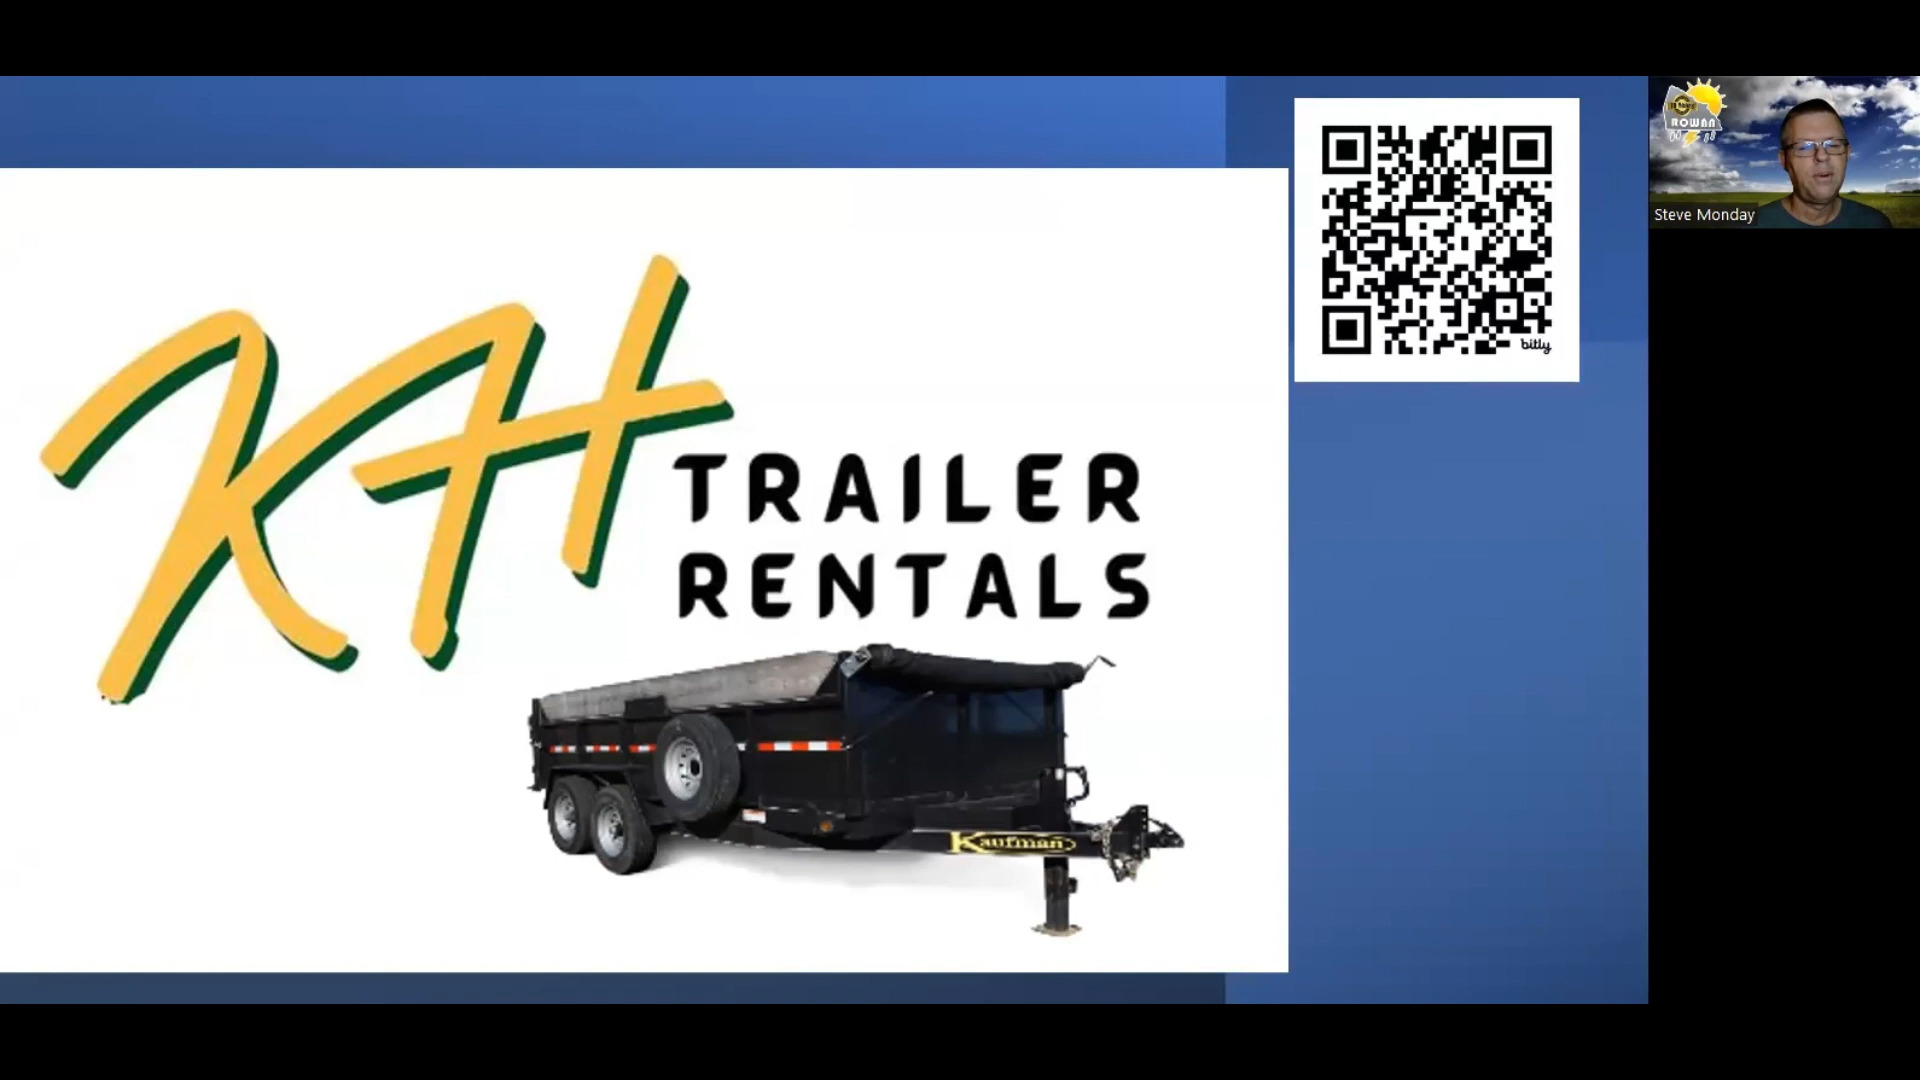 KH
TRAILER
RENTALS
Kaufman
bitly
ROWAN
Steve Monday